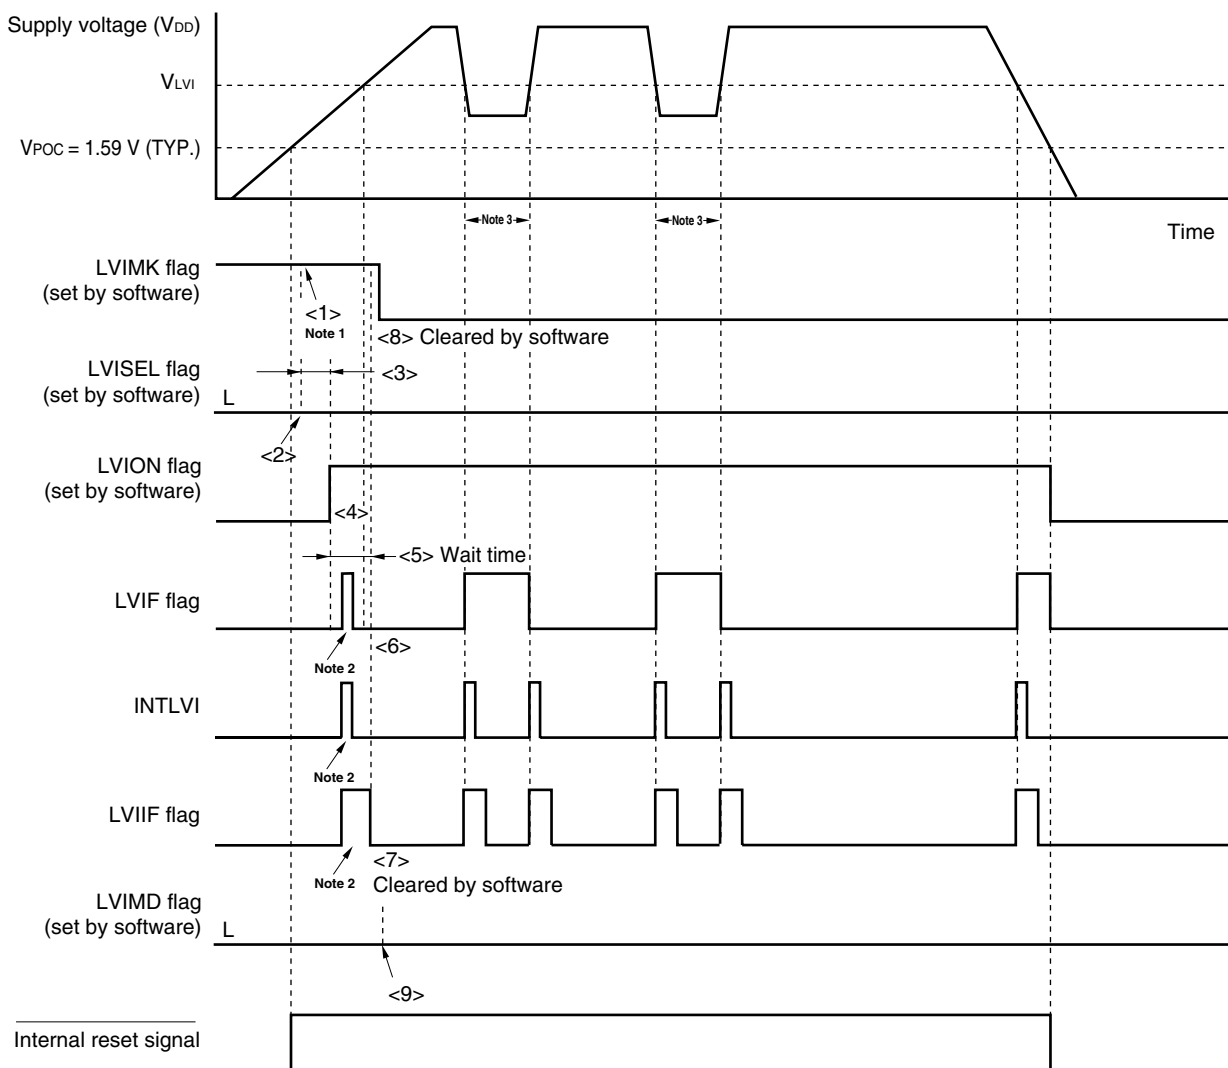 Supply voltage (VDD)
VLVI
VPOC = 1.59 V (TYP.)
Note 3
Note 3
Time
LVIMK flag
(set by software)
<1>
Note 1
<8> Cleared by software
LVISEL flag
(set by software)
L
<3>
<2>
LVION flag
(set by software)
<4>
<5> Wait time
LVIF flag
<6>
Note 2
INTLVI
Note 2
LVIIF flag
<7>
Note 2
Cleared by software
LVIMD flag
(set by software)
L
<9>
Internal reset signal